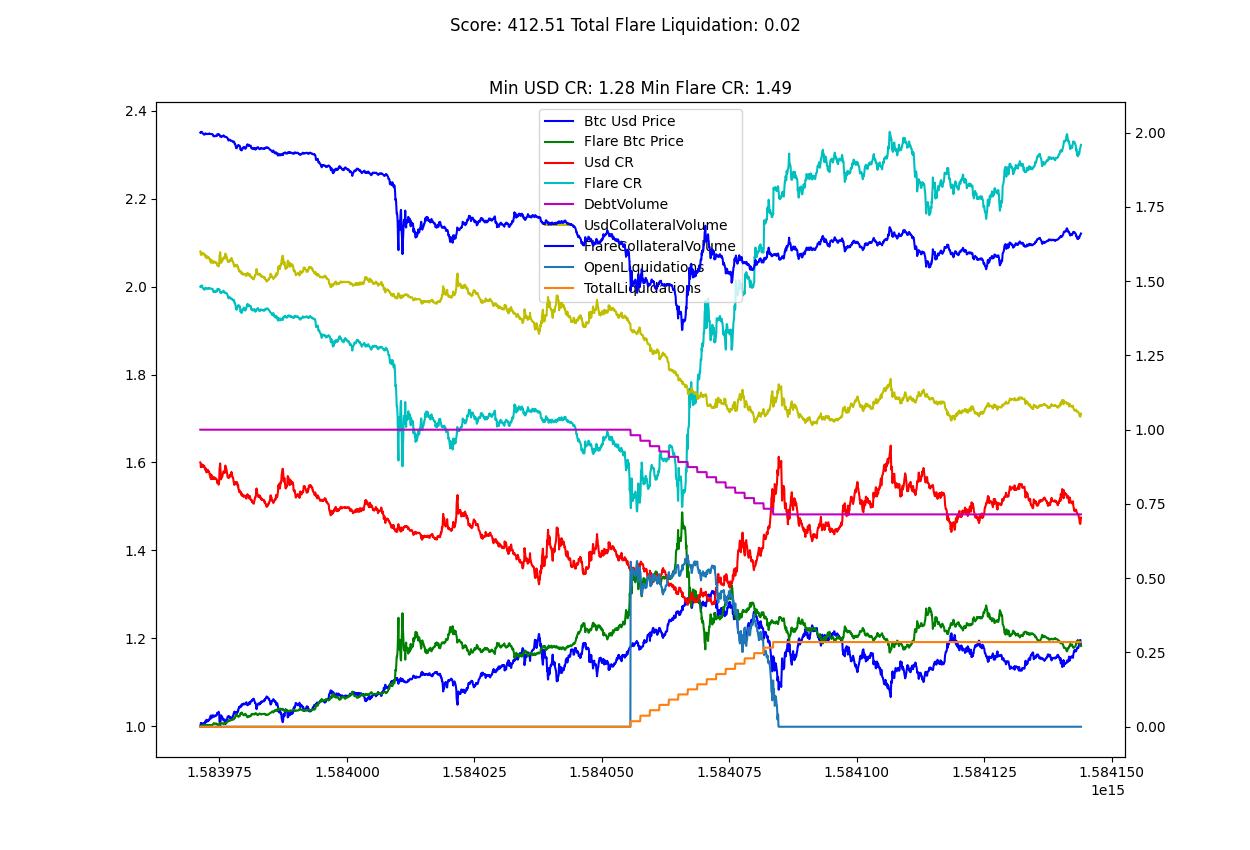 Score: 412.51 Total Flare Liquidation: 0.02
Min USD CR: 1.28 Min Flare CR: 1.49
Btc Usd Price
Flare Btc Price
Usd CR
Flare CR
DebtVolume
UsdCollateralVolume
FlareCollateralVolume
OpenLiquidations
TotalLiquidations
2.4
2.2
2.0
1.8
1.6
1.4
1.2
1.0
2.00
1.75
1.50
1.25
1.00
0.75
0.50
0.25
0.00
1.583975 1.584000 1.584025 1.584050 1.584075 1.584100 1.584125 1.584150
1e15